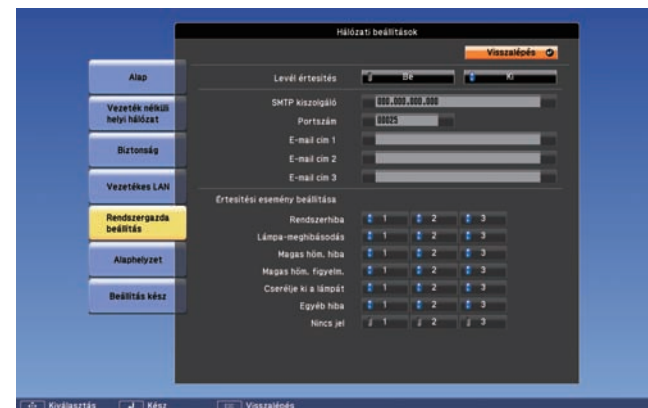 Hálózati beállítások
Visszalépés
Alap
Vezeték nélküli
helyi hálózat
Biztonság
Vezetékes LAN
Rendszergazda
beállítás
Alaphelyzet
Beállítás kész
Levél értesítés Be Ki
SMTP kiszolgáló 000.000.000.000
Portszám 00025
E-mail cím 1
E-mail cím 2
E-mail cím 3
Értesítési esemény beállítása
Rendszerhiba 1 2 3
Lámpa-meghibásodás 1 2 3
Magas hőm. hiba 1 2 3
Magas hőm. figyelm. 1 2 3
Cserélje ki a lámpát 1 2 3
Egyéb hiba 1 2 3
Nincs jel 1 2 3
Kiválasztás Kész Visszalépés